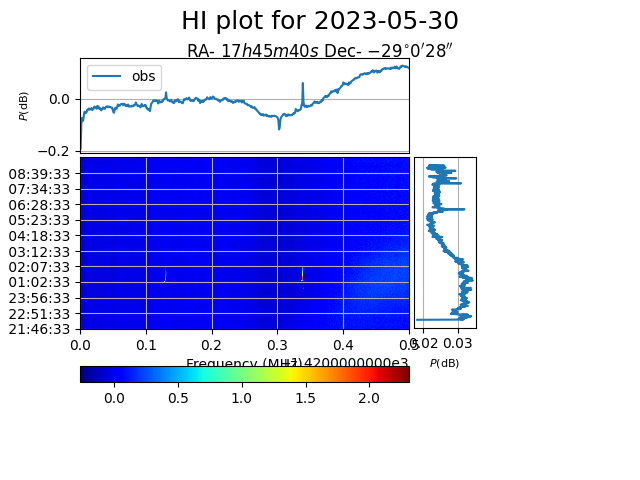 HI plot for 2023-05-30
RA- 17h45m40s Dec- −29°0′28″
obs
P(dB)
0.0
−0.2
08:39:33
07:34:33
06:28:33
05:23:33
04:18:33
03:12:33
02:07:33
01:02:33
23:56:33
22:51:33
21:46:33
0.0 0.1 0.2 0.3 0.4 0.5
0.02 0.03
P(dB)
Frequency (MHz)
+1.4200000000e3
0.0 0.5 1.0 1.5 2.0